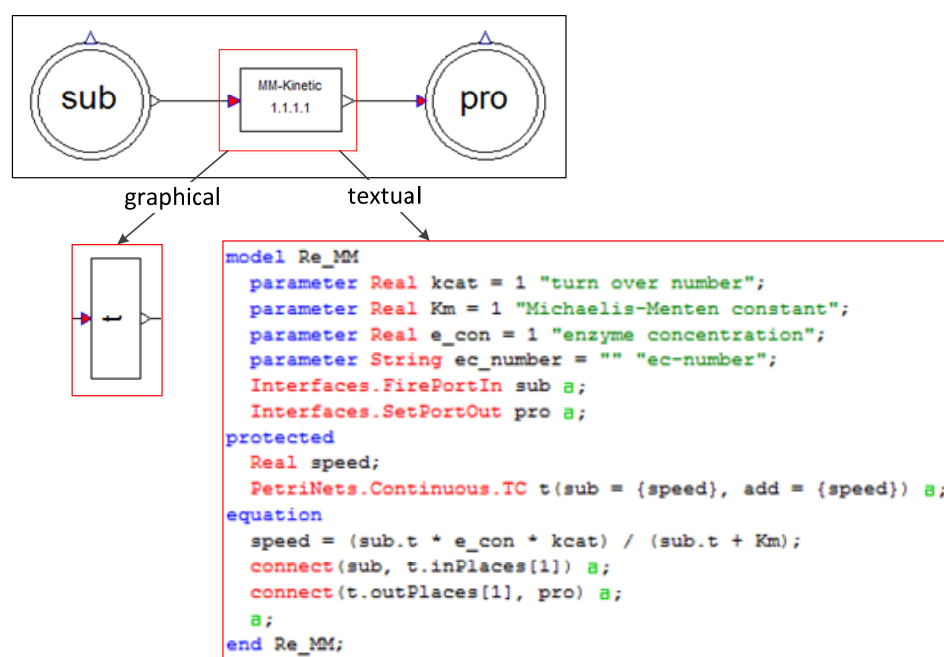 sub
MM-Kinetic
1.1.1.1
pro
graphical
textual
t
model Re_MM
parameter Real kcat = 1 "turn over number";
parameter Real Km = 1 "Michaelis-Menten constant";
parameter Real e_con = 1 "enzyme concentration";
parameter String ec_number = "" "ec-number";
Interfaces.FirePortIn sub a;
Interfaces.SetPortOut pro a;
protected
Real speed;
PetriNets.Continuous.TC t(sub = {speed}, add = {speed}) a;
equation
speed = (sub.t * e_con * kcat) / (sub.t + Km);
connect(sub, t.inPlaces[1]) a;
connect(t.outPlaces[1], pro) a;
a;
end Re_MM;